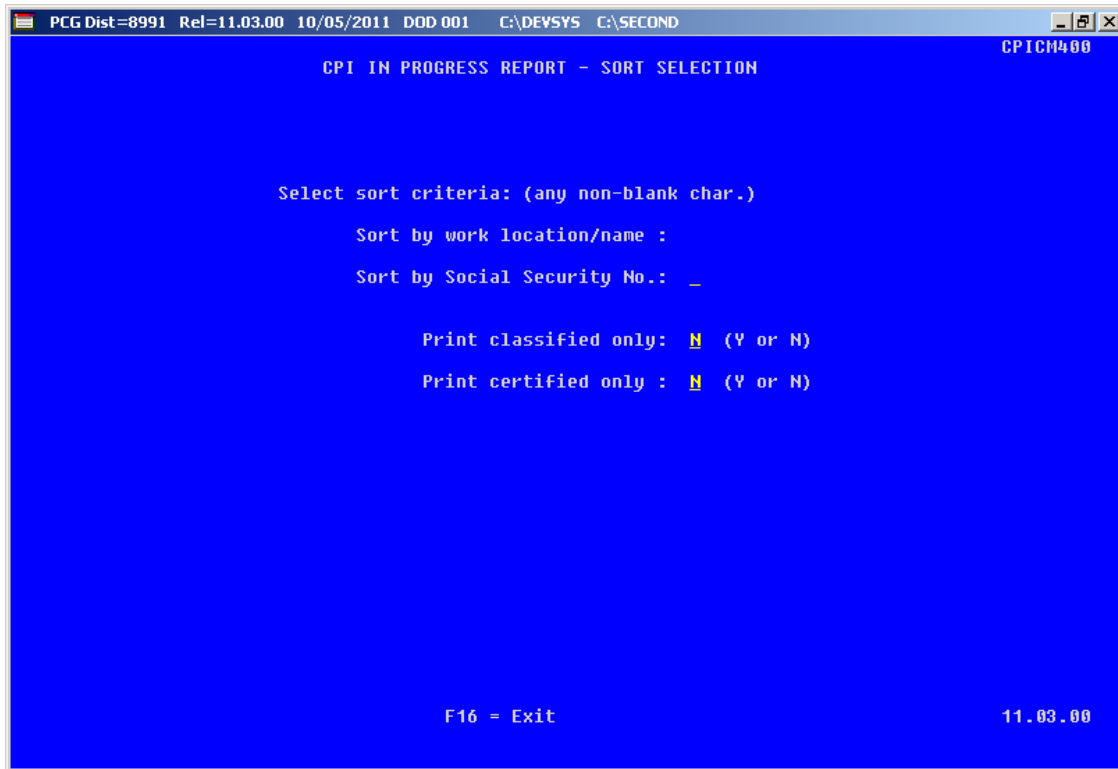 PCG Dist=8991 Rel=11.03.00 10/05/2011 DOD 001 C:\DEVSYS C:\SECOND
CPICM400
CPI IN PROGRESS REPORT - SORT SELECTION
Select sort criteria: (any non-blank char.)
Sort by work location/name :
Sort by Social Security No.: _
Print classified only: N (Y or N)
Print certified only : N (Y or N)
F16 = Exit 11.03.00